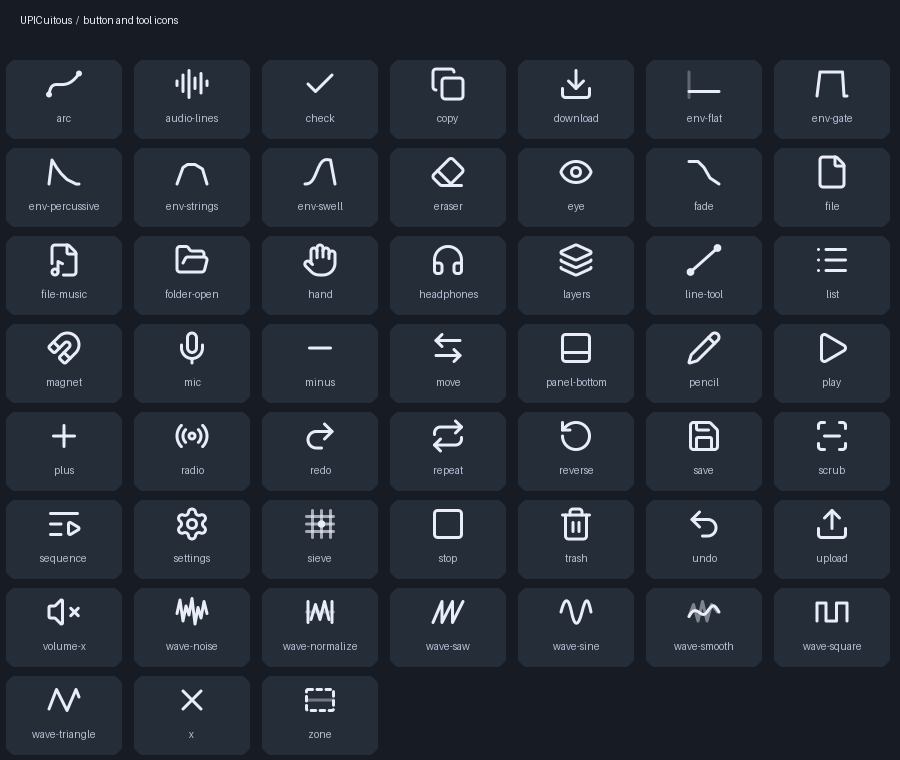 UPICuitous / button and tool icons
arc audio-lines check copy download env-flat env-gate
env-percussive env-strings env-swell eraser eye fade file
file-music folder-open hand headphones layers line-tool list
magnet mic minus move panel-bottom pencil play
plus radio redo repeat reverse save scrub
sequence settings sieve stop trash undo upload
volume-x wave-noise wave-normalize wave-saw wave-sine wave-smooth wave-square
wave-triangle x zone